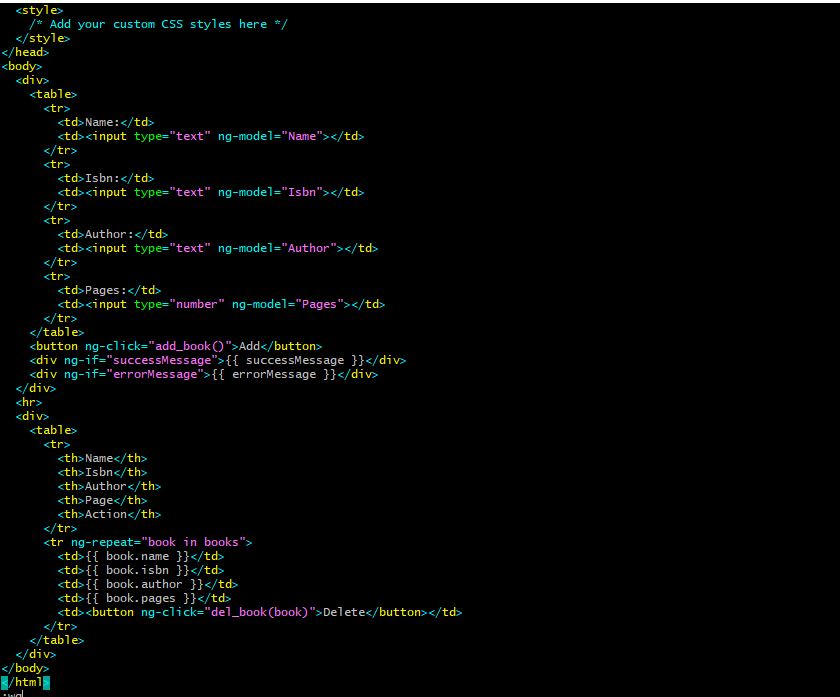 <style>
    /* Add your custom CSS styles here */
  </style>
</head>
<body>
  <div>
    <table>
      <tr>
        <td>Name:</td>
        <td><input type="text" ng-model="Name"></td>
      </tr>
      <tr>
        <td>Isbn:</td>
        <td><input type="text" ng-model="Isbn"></td>
      </tr>
      <tr>
        <td>Author:</td>
        <td><input type="text" ng-model="Author"></td>
      </tr>
      <tr>
        <td>Pages:</td>
        <td><input type="number" ng-model="Pages"></td>
      </tr>
    </table>
    <button ng-click="add_book()">Add</button>
    <div ng-if="successMessage">{{ successMessage }}</div>
    <div ng-if="errorMessage">{{ errorMessage }}</div>
  </div>
  <hr>
  <div>
    <table>
      <tr>
        <th>Name</th>
        <th>Isbn</th>
        <th>Author</th>
        <th>Page</th>
        <th>Action</th>
      </tr>
      <tr ng-repeat="book in books">
        <td>{{ book.name }}</td>
        <td>{{ book.isbn }}</td>
        <td>{{ book.author }}</td>
        <td>{{ book.pages }}</td>
        <td><button ng-click="del_book(book)">Delete</button></td>
      </tr>
    </table>
  </div>
</body>
</html>
:wq